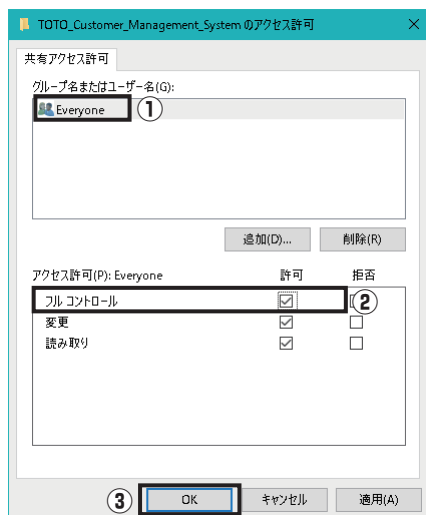 TOTO_Customer_Management_System のアクセス許可
共有アクセス許可
グループ名またはユーザー名(G):
Everyone ①
追加(D)... 削除(R)
アクセス許可(P): Everyone 許可 拒否
フル コントロール ②
変更
読み取り
③ OK キャンセル 適用(A)